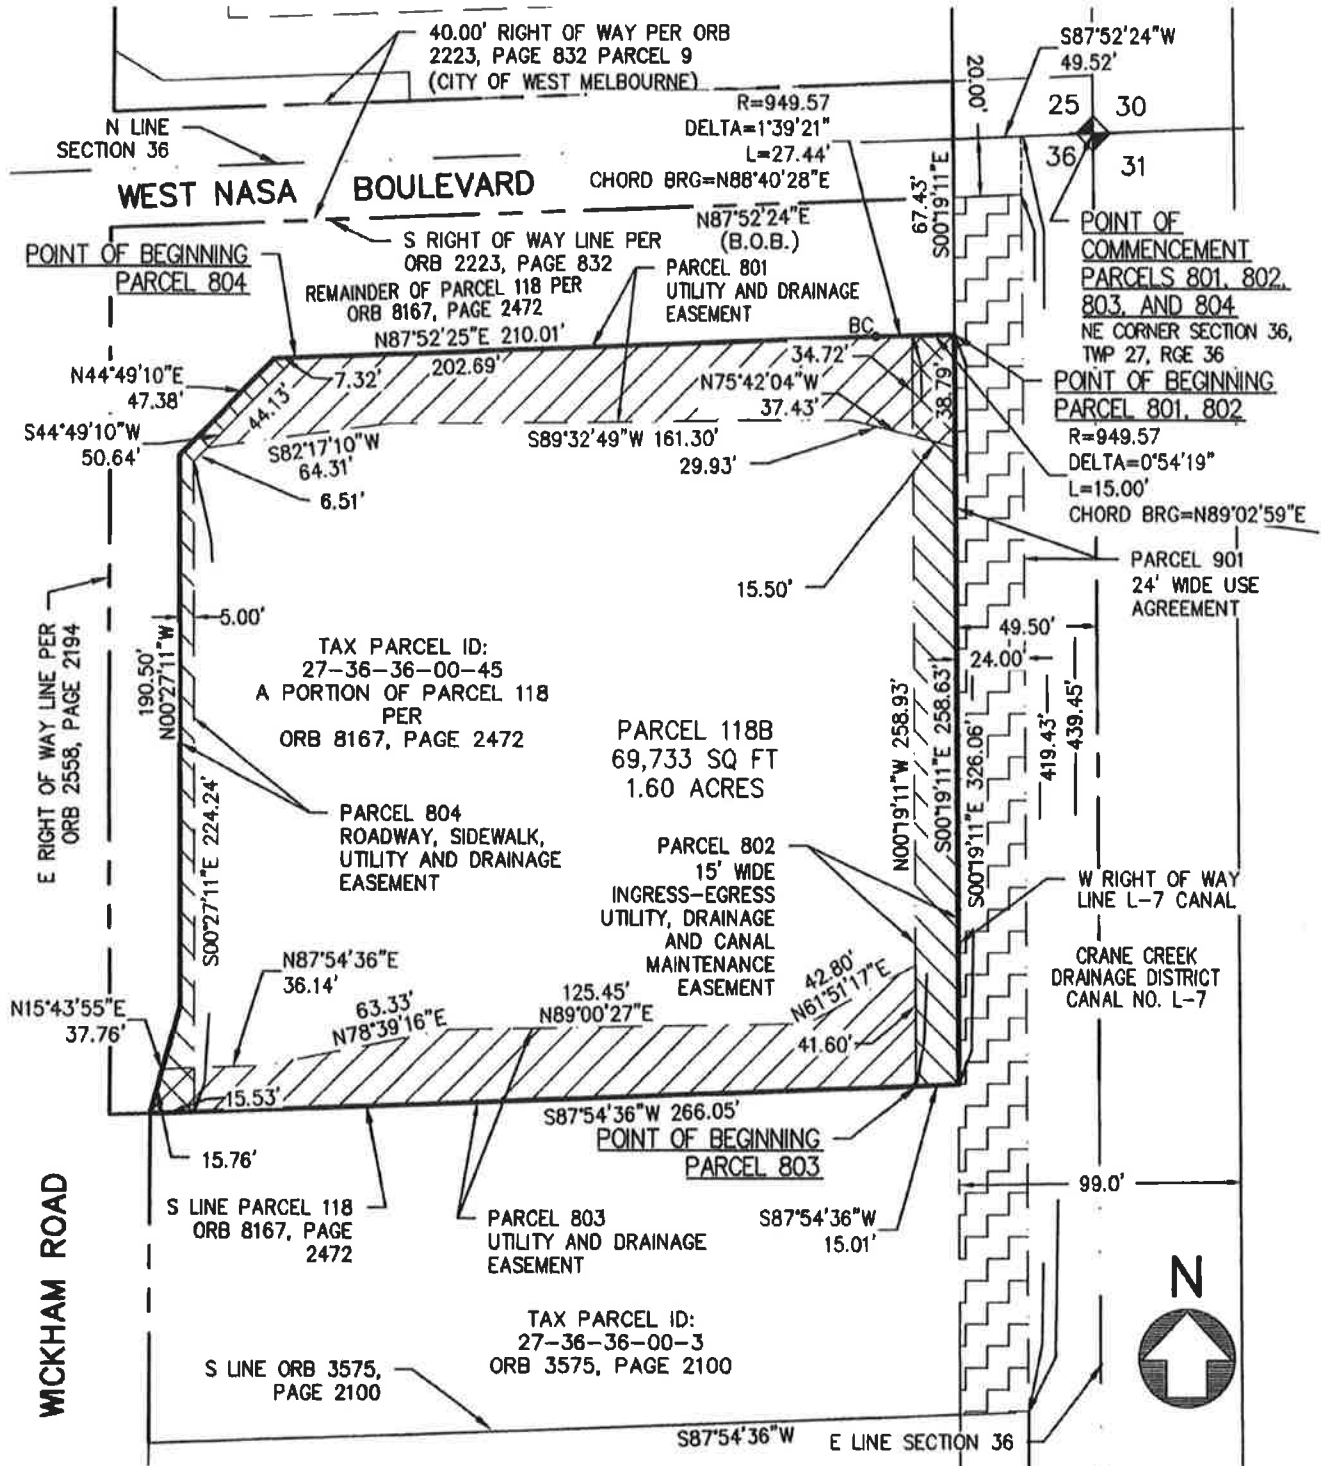 40.00' RIGHT OF WAY PER ORB
2223, PAGE 832 PARCEL 9
(CITY OF WEST MELBOURNE)
S87°52'24"W
49.52'
20.00'
25
30
36
31
R=949.57
DELTA=1°39'21"
L=27.44'
CHORD BRG=N88°40'28"E
N LINE
SECTION 36
WEST NASA BOULEVARD
67.43'
S00°19'11"E
N87°52'24"E
(B.O.B.)
S RIGHT OF WAY LINE PER
ORB 2223, PAGE 832
POINT OF BEGINNING
PARCEL 804
REMAINDER OF PARCEL 118 PER
ORB 8167, PAGE 2472
PARCEL 801
UTILITY AND DRAINAGE
EASEMENT
POINT OF
COMMENCEMENT
PARCELS 801, 802,
803, AND 804
NE CORNER SECTION 36,
TWP 27, RGE 36
N87°52'25"E 210.01'
BC
7.32'
202.69'
34.72'
N75°42'04"W
37.43'
38.79'
POINT OF BEGINNING
PARCEL 801, 802
R=949.57
DELTA=0°54'19"
L=15.00'
CHORD BRG=N89°02'59"E
N44°49'10"E
47.38'
44.13'
S44°49'10"W
50.64'
S82°17'10"W
64.31'
S89°32'49"W 161.30'
29.93'
6.51'
15.50'
PARCEL 901
24' WIDE USE
AGREEMENT
E RIGHT OF WAY LINE PER
ORB 2558, PAGE 2194
5.00'
190.50'
N00°27'11"W
TAX PARCEL ID:
27-36-36-00-45
A PORTION OF PARCEL 118
PER
ORB 8167, PAGE 2472
PARCEL 118B
69,733 SQ FT
1.60 ACRES
49.50'
24.00'
N00°19'11"W 258.93'
S00°19'11"E 258.63'
S00°19'11"E 326.06'
419.43'
439.45'
S00°27'11"E 224.24'
PARCEL 804
ROADWAY, SIDEWALK,
UTILITY AND DRAINAGE
EASEMENT
PARCEL 802
15' WIDE
INGRESS-EGRESS
UTILITY, DRAINAGE
AND CANAL
MAINTENANCE
EASEMENT
W RIGHT OF WAY
LINE L-7 CANAL
CRANE CREEK
DRAINAGE DISTRICT
CANAL NO. L-7
N87°54'36"E
36.14'
N15°43'55"E
37.76'
63.33'
N78°39'16"E
125.45'
N89°00'27"E
42.80'
N61°51'17"E
41.60'
15.53'
S87°54'36"W 266.05'
POINT OF BEGINNING
PARCEL 803
15.76'
99.0'
S LINE PARCEL 118
ORB 8167, PAGE
2472
PARCEL 803
UTILITY AND DRAINAGE
EASEMENT
S87°54'36"W
15.01'
WICKHAM ROAD
N
TAX PARCEL ID:
27-36-36-00-3
ORB 3575, PAGE 2100
S LINE ORB 3575,
PAGE 2100
S87°54'36"W
E LINE SECTION 36